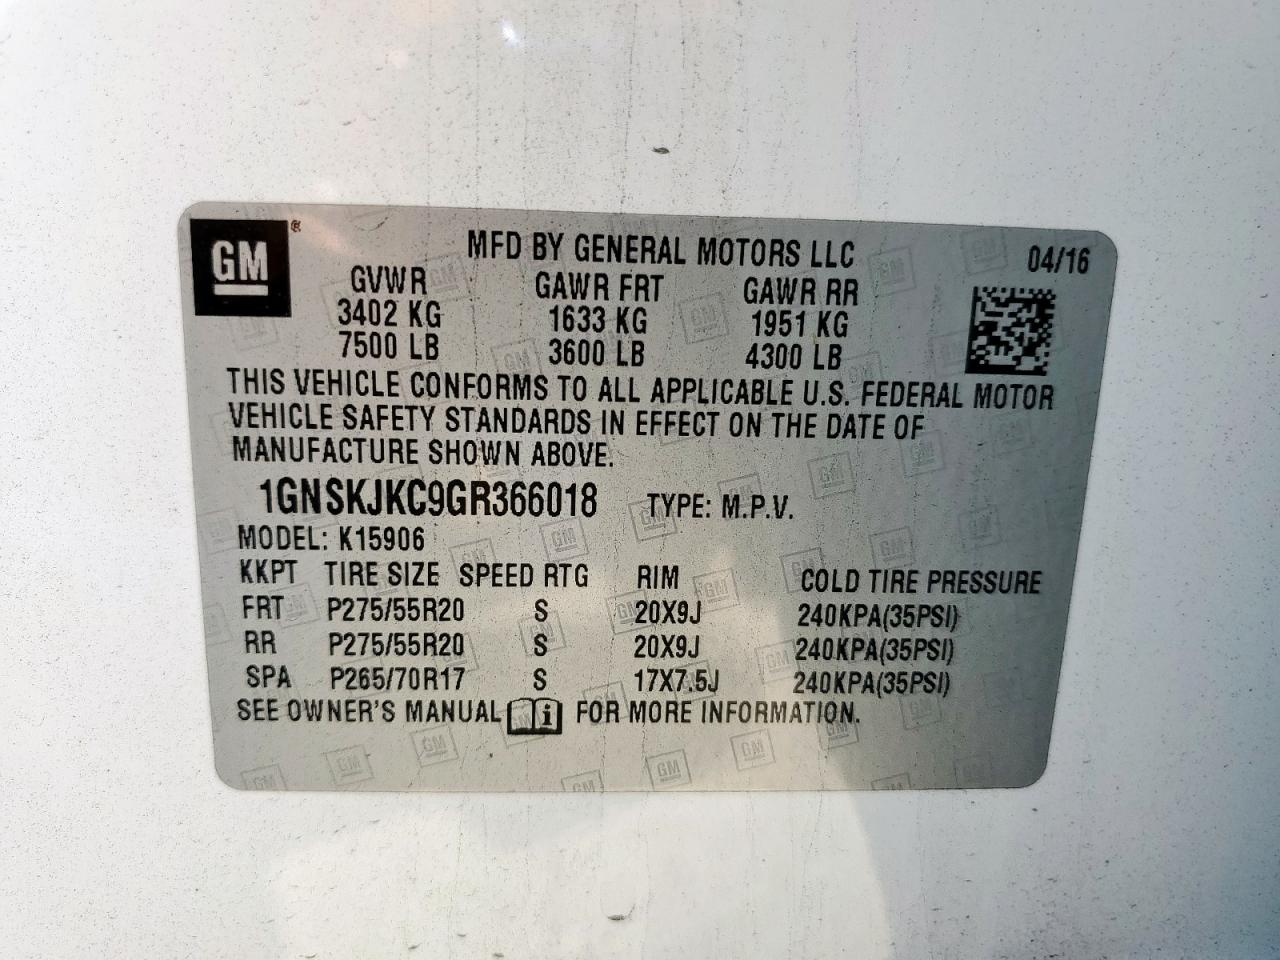 GM®
MFD BY GENERAL MOTORS LLC 04/16
GVWR GAWR FRT GAWR RR
3402 KG 1633 KG 1951 KG
7500 LB 3600 LB 4300 LB
THIS VEHICLE CONFORMS TO ALL APPLICABLE U.S. FEDERAL MOTOR
VEHICLE SAFETY STANDARDS IN EFFECT ON THE DATE OF
MANUFACTURE SHOWN ABOVE.
1GNSKJKC9GR366018 TYPE: M.P.V.
MODEL: K15906
KKPT TIRE SIZE SPEED RTG RIM COLD TIRE PRESSURE
FRT P275/55R20 S 20X9J 240KPA(35PSI)
RR P275/55R20 S 20X9J 240KPA(35PSI)
SPA P265/70R17 S 17X7.5J 240KPA(35PSI)
SEE OWNER'S MANUAL i FOR MORE INFORMATION.